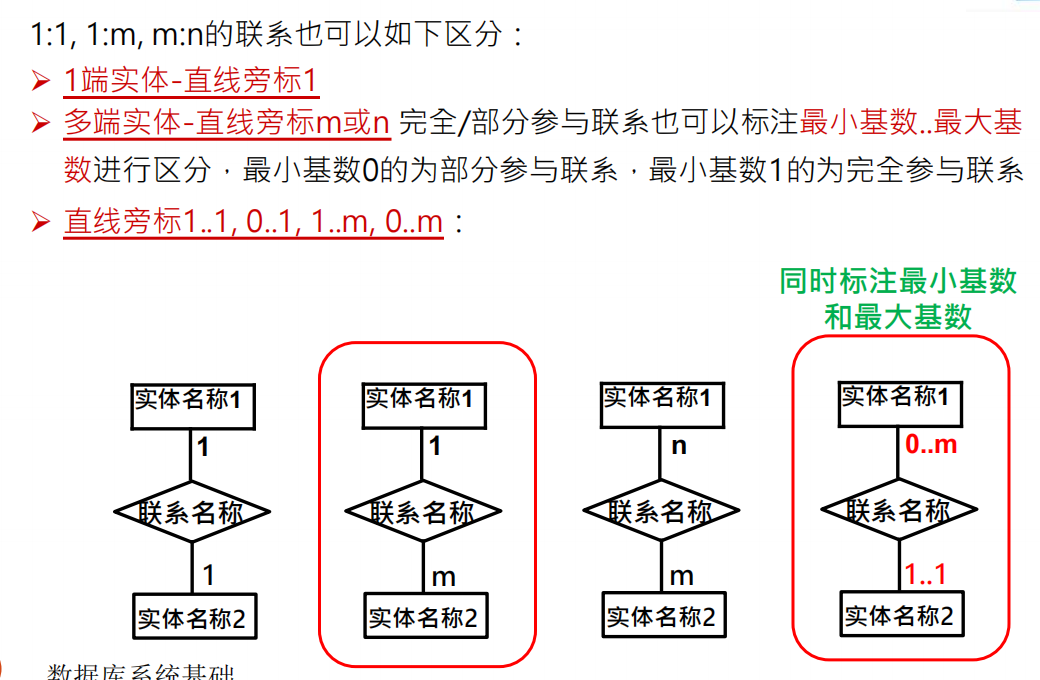 1:1, 1:m, m:n的联系也可以如下区分：
➢ 1端实体-直线旁标1
➢ 多端实体-直线旁标m或n 完全/部分参与联系也可以标注最小基数..最大基
数进行区分，最小基数0的为部分参与联系，最小基数1的为完全参与联系
➢ 直线旁标1..1, 0..1, 1..m, 0..m：
同时标注最小基数
和最大基数
实体名称1
1
联系名称
1
实体名称2
实体名称1
1
联系名称
m
实体名称2
实体名称1
n
联系名称
m
实体名称2
实体名称1
0..m
联系名称
1..1
实体名称2
数据库系统基础